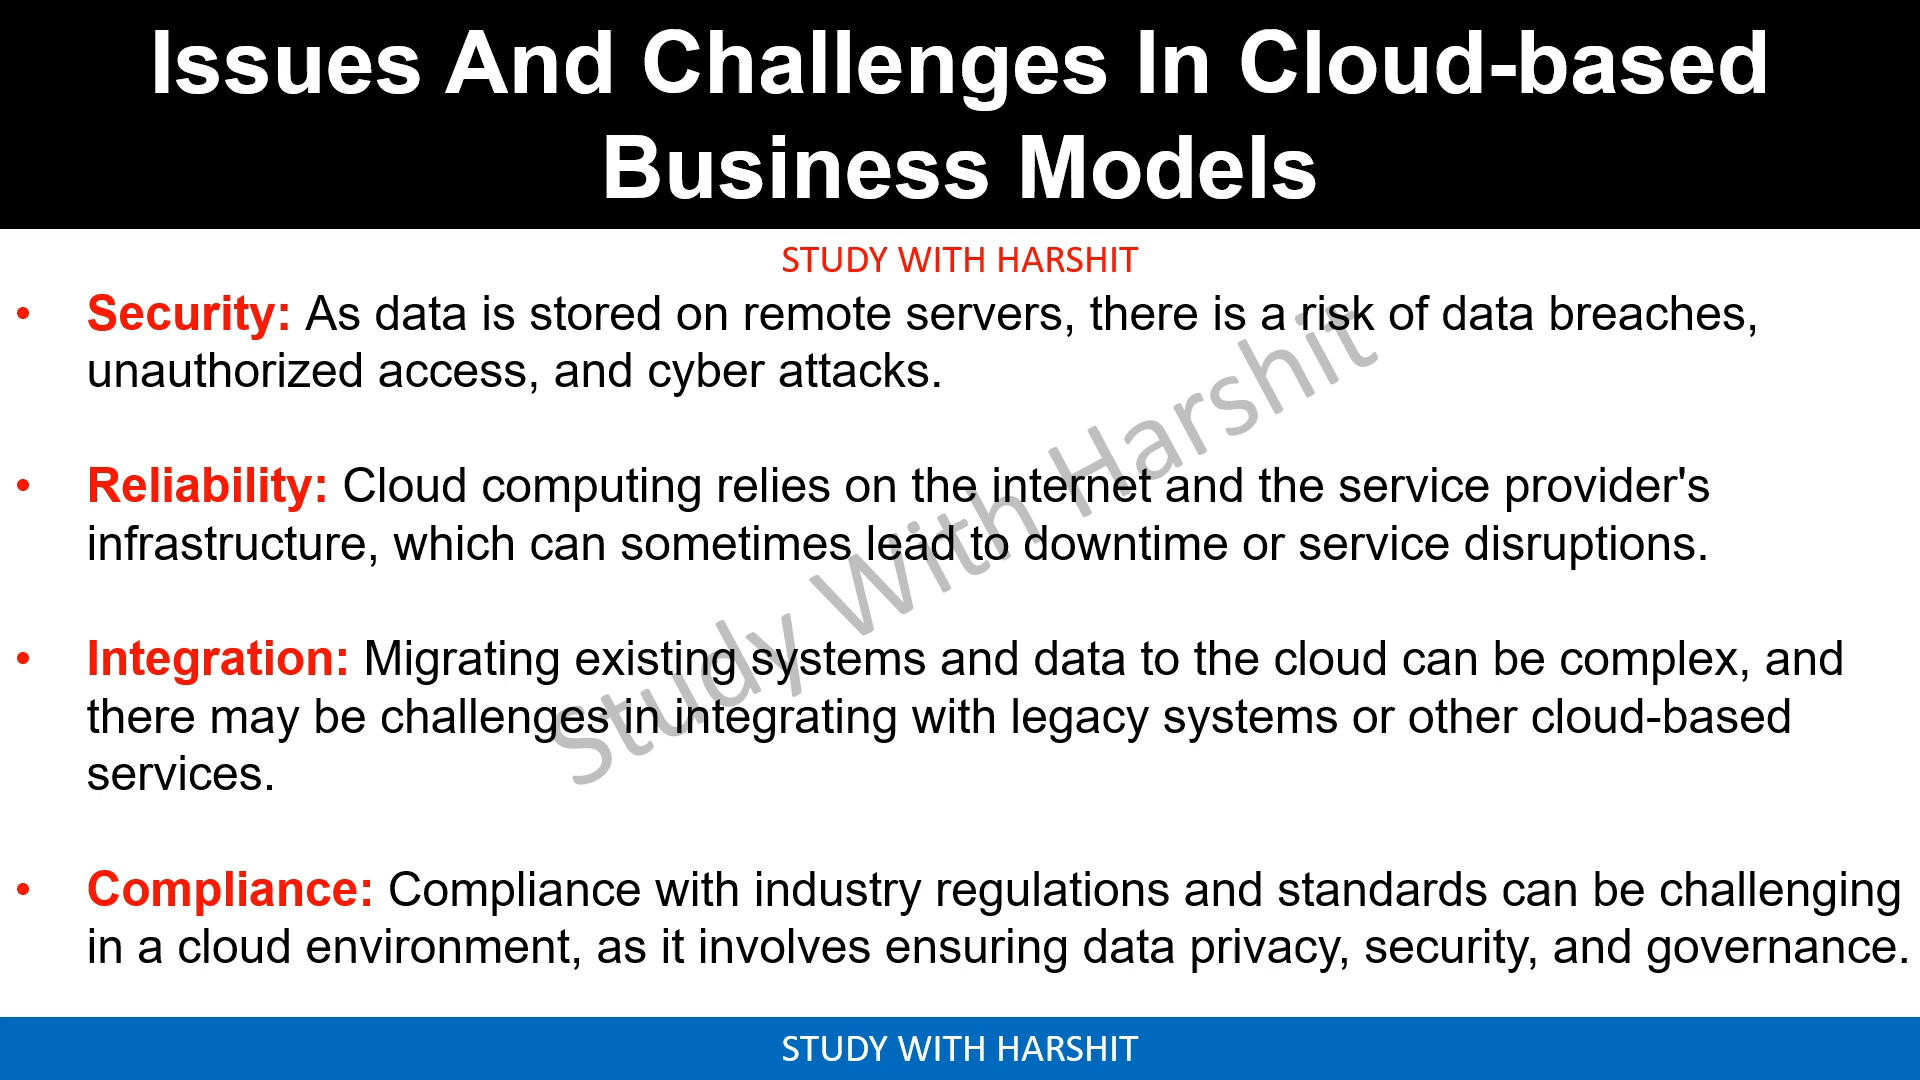 Issues And Challenges In Cloud-based
Business Models
STUDY WITH HARSHIT
• Security: As data is stored on remote servers, there is a risk of data breaches,
unauthorized access, and cyber attacks.
• Reliability: Cloud computing relies on the internet and the service provider's
infrastructure, which can sometimes lead to downtime or service disruptions.
• Integration: Migrating existing systems and data to the cloud can be complex, and
there may be challenges in integrating with legacy systems or other cloud-based
services.
• Compliance: Compliance with industry regulations and standards can be challenging
in a cloud environment, as it involves ensuring data privacy, security, and governance.
Study With Harshit
STUDY WITH HARSHIT